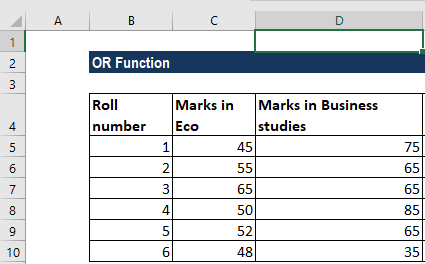 A B C D
1
2 OR Function
3
4 Roll number Marks in Eco Marks in Business studies
5 1 45 75
6 2 55 65
7 3 65 65
8 4 50 85
9 5 52 65
10 6 48 35